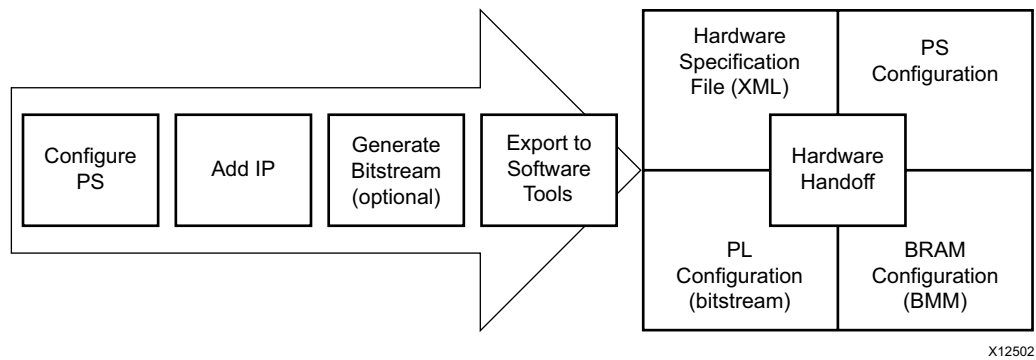 Configure
PS
Add IP
Generate
Bitstream
(optional)
Export to
Software
Tools
Hardware
Specification
File (XML)
PS
Configuration
Hardware
Handoff
PL
Configuration
(bitstream)
BRAM
Configuration
(BMM)
X12502